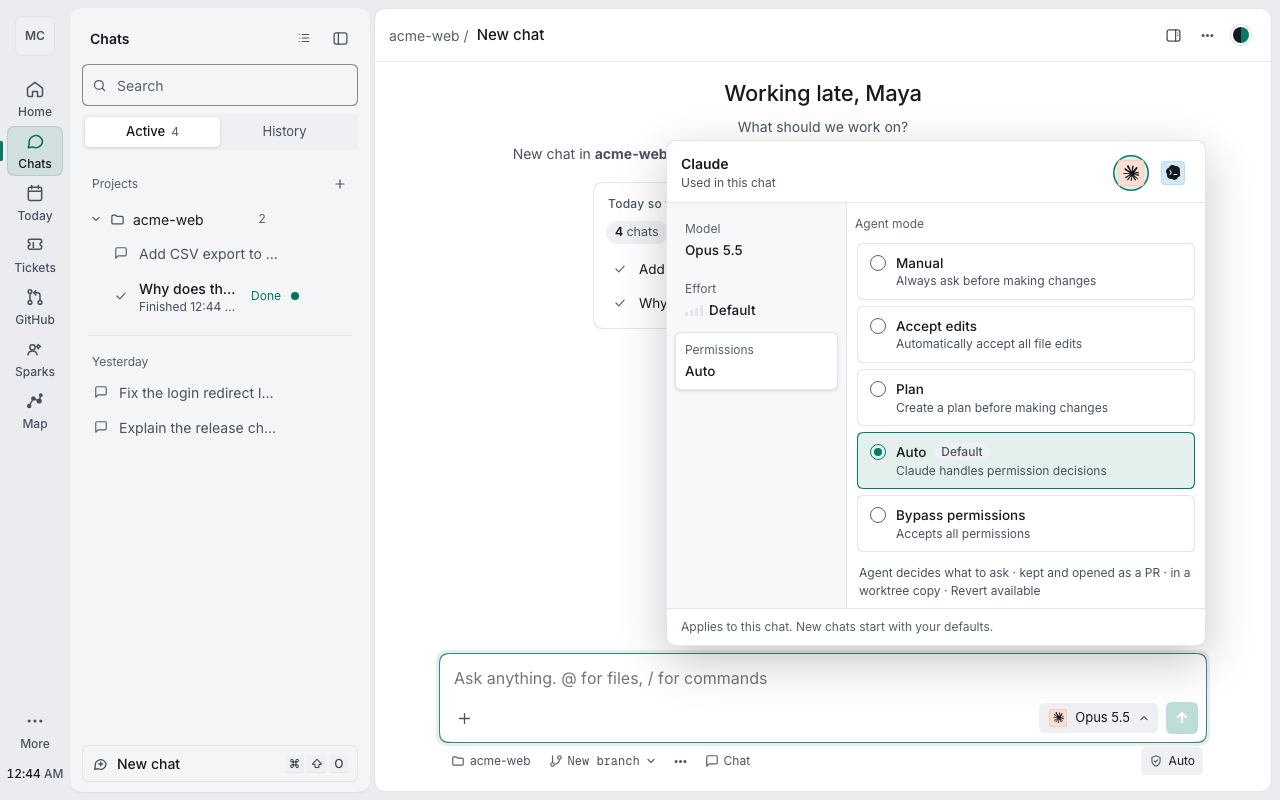 MC
Home
Chats
Today
Tickets
GitHub
Sparks
Map
More
12:44 AM
Chats
Search
Active 4
History
Projects
acme-web 2
Add CSV export to ...
Why does th... Done
Finished 12:44 ...
Yesterday
Fix the login redirect l...
Explain the release ch...
New chat ⌘ ⇧ O
acme-web / New chat
Working late, Maya
What should we work on?
New chat in acme-web
Today so
4 chats
Add
Why
Claude
Used in this chat
Model
Opus 5.5
Effort
Default
Permissions
Auto
Agent mode
Manual
Always ask before making changes
Accept edits
Automatically accept all file edits
Plan
Create a plan before making changes
Auto Default
Claude handles permission decisions
Bypass permissions
Accepts all permissions
Agent decides what to ask · kept and opened as a PR · in a
worktree copy · Revert available
Applies to this chat. New chats start with your defaults.
Ask anything. @ for files, / for commands
Opus 5.5
acme-web New branch ••• Chat Auto